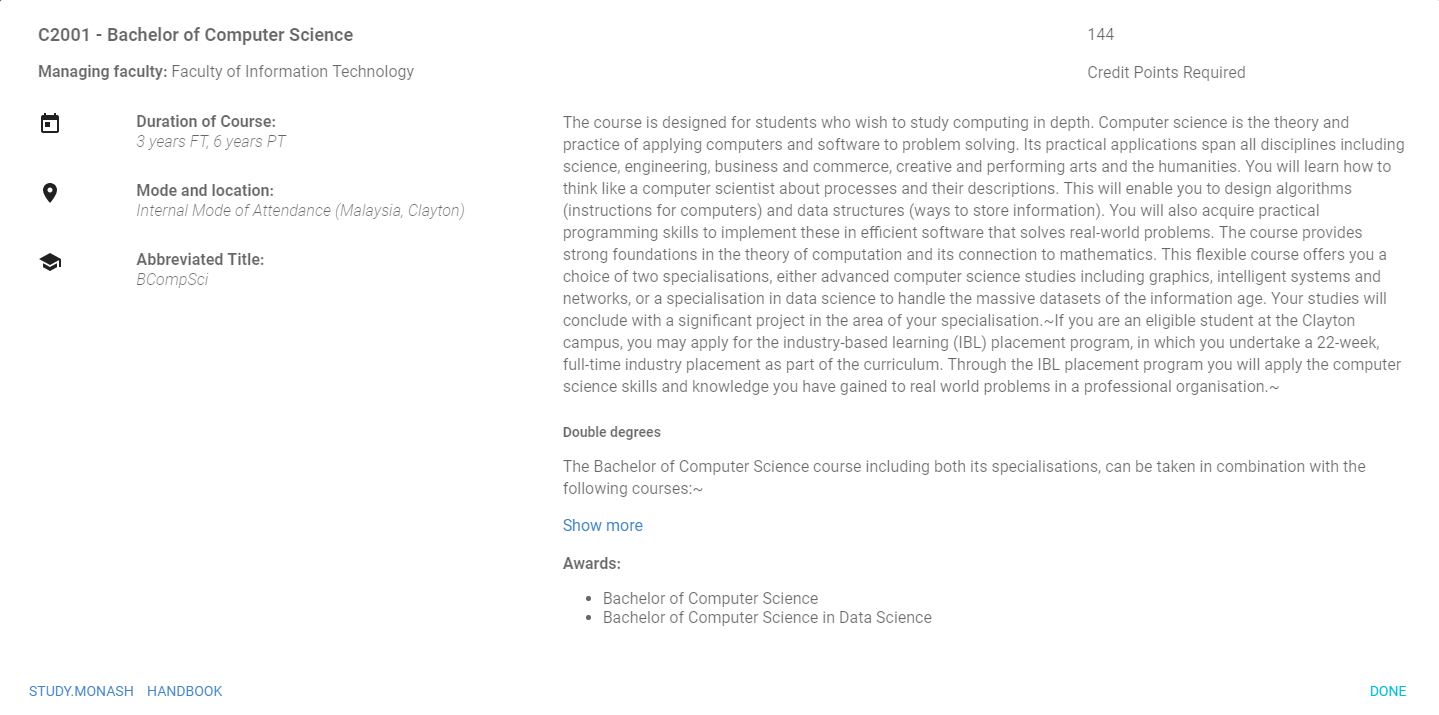 C2001 - Bachelor of Computer Science
144
Managing faculty: Faculty of Information Technology
Credit Points Required
Duration of Course:
3 years FT, 6 years PT
Mode and location:
Internal Mode of Attendance (Malaysia, Clayton)
Abbreviated Title:
BCompSci
The course is designed for students who wish to study computing in depth. Computer science is the theory and
practice of applying computers and software to problem solving. Its practical applications span all disciplines including
science, engineering, business and commerce, creative and performing arts and the humanities. You will learn how to
think like a computer scientist about processes and their descriptions. This will enable you to design algorithms
(instructions for computers) and data structures (ways to store information). You will also acquire practical
programming skills to implement these in efficient software that solves real-world problems. The course provides
strong foundations in the theory of computation and its connection to mathematics. This flexible course offers you a
choice of two specialisations, either advanced computer science studies including graphics, intelligent systems and
networks, or a specialisation in data science to handle the massive datasets of the information age. Your studies will
conclude with a significant project in the area of your specialisation.~If you are an eligible student at the Clayton
campus, you may apply for the industry-based learning (IBL) placement program, in which you undertake a 22-week,
full-time industry placement as part of the curriculum. Through the IBL placement program you will apply the computer
science skills and knowledge you have gained to real world problems in a professional organisation.~
Double degrees
The Bachelor of Computer Science course including both its specialisations, can be taken in combination with the
following courses:~
Show more
Awards:
• Bachelor of Computer Science
• Bachelor of Computer Science in Data Science
STUDY.MONASH HANDBOOK
DONE